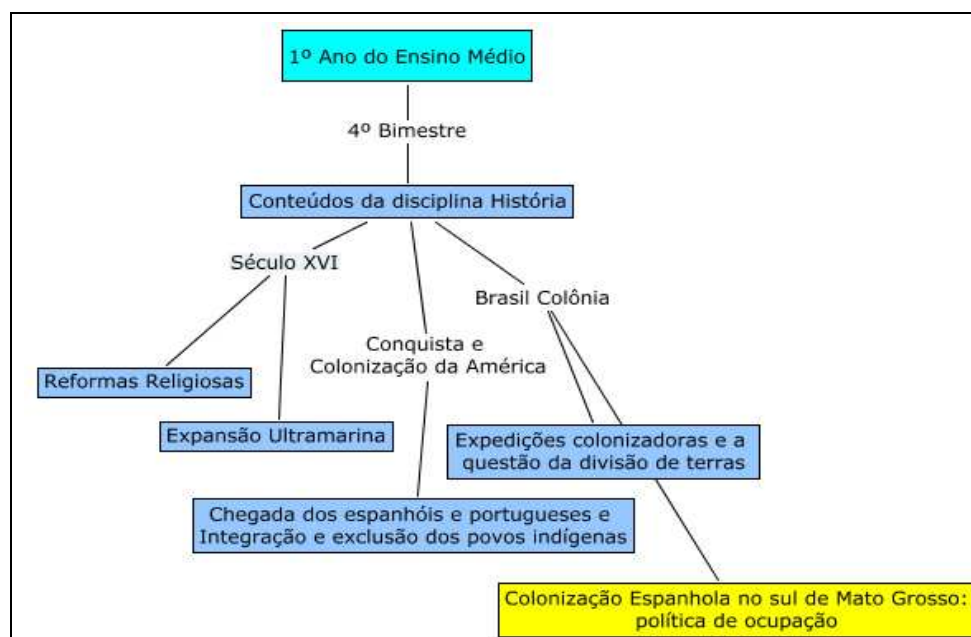 1º Ano do Ensino Médio
4º Bimestre
Conteúdos da disciplina História
Século XVI
Brasil Colônia
Conquista e
Colonização da América
Reformas Religiosas
Expansão Ultramarina
Expedições colonizadoras e a
questão da divisão de terras
Chegada dos espanhóis e portugueses e
Integração e exclusão dos povos indígenas
Colonização Espanhola no sul de Mato Grosso:
política de ocupação